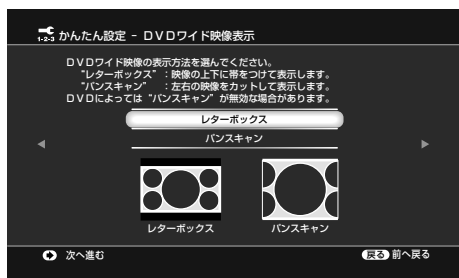 1-2-3 かんたん設定 - DVDワイド映像表示
DVDワイド映像の表示方法を選んでください。
“レターボックス”：映像の上下に帯をつけて表示します。
“パンスキャン”　：左右の映像をカットして表示します。
DVDによっては“パンスキャン”が無効な場合があります。
レターボックス
パンスキャン
レターボックス
パンスキャン
次へ進む
戻る 前へ戻る